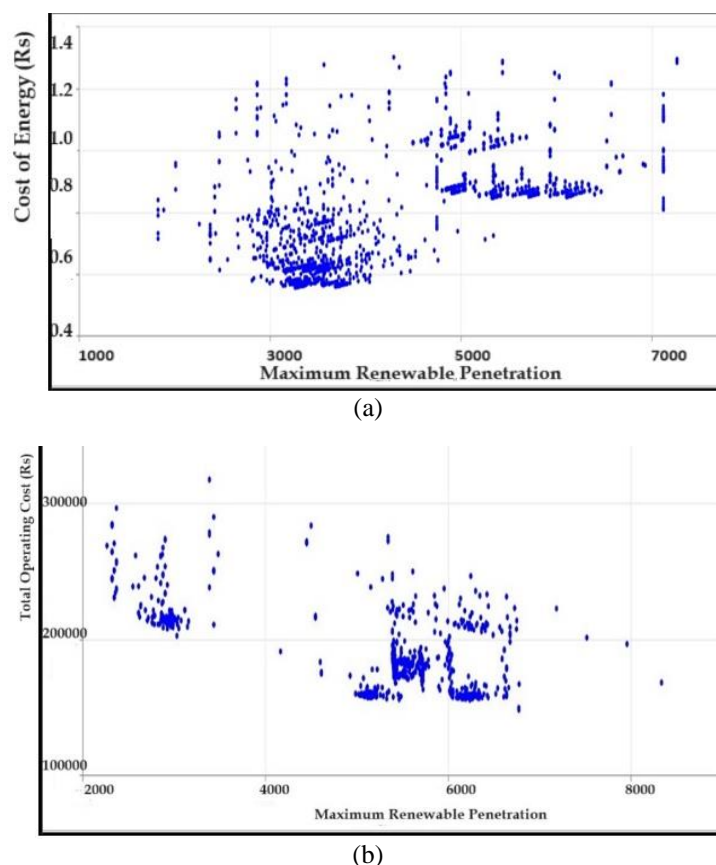 1.4
1.2
1.0
0.8
0.6
0.4
Cost of Energy (Rs)
1000 3000 5000 7000
Maximum Renewable Penetration
(a)
300000
200000
100000
Total Operating Cost (Rs)
2000 4000 6000 8000
Maximum Renewable Penetration
(b)